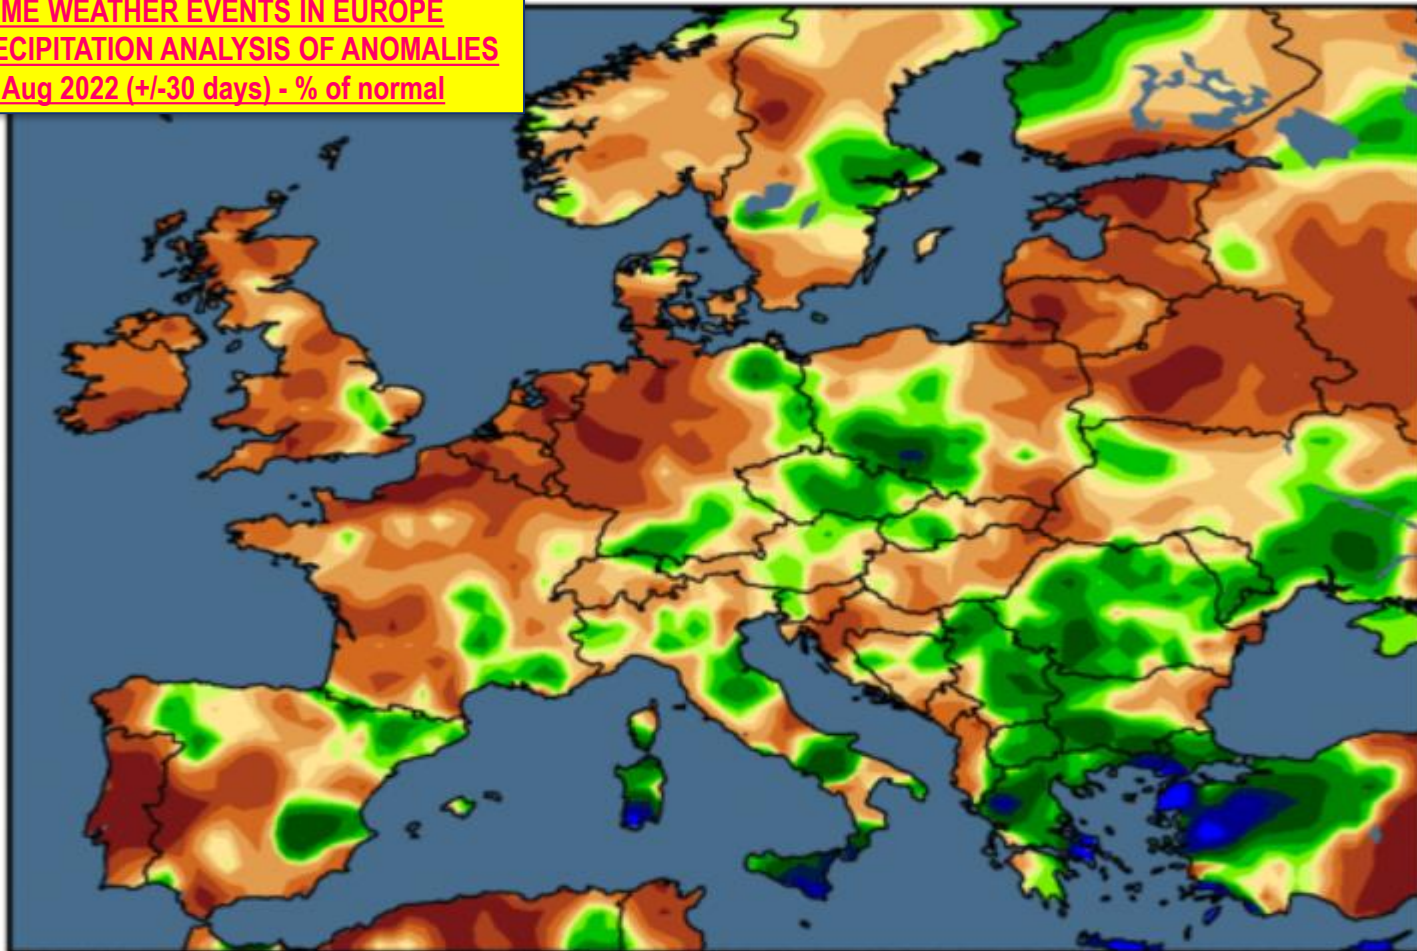 ME WEATHER EVENTS IN EUROPE
ECIPITATION ANALYSIS OF ANOMALIES
Aug 2022 (+/-30 days) - % of normal